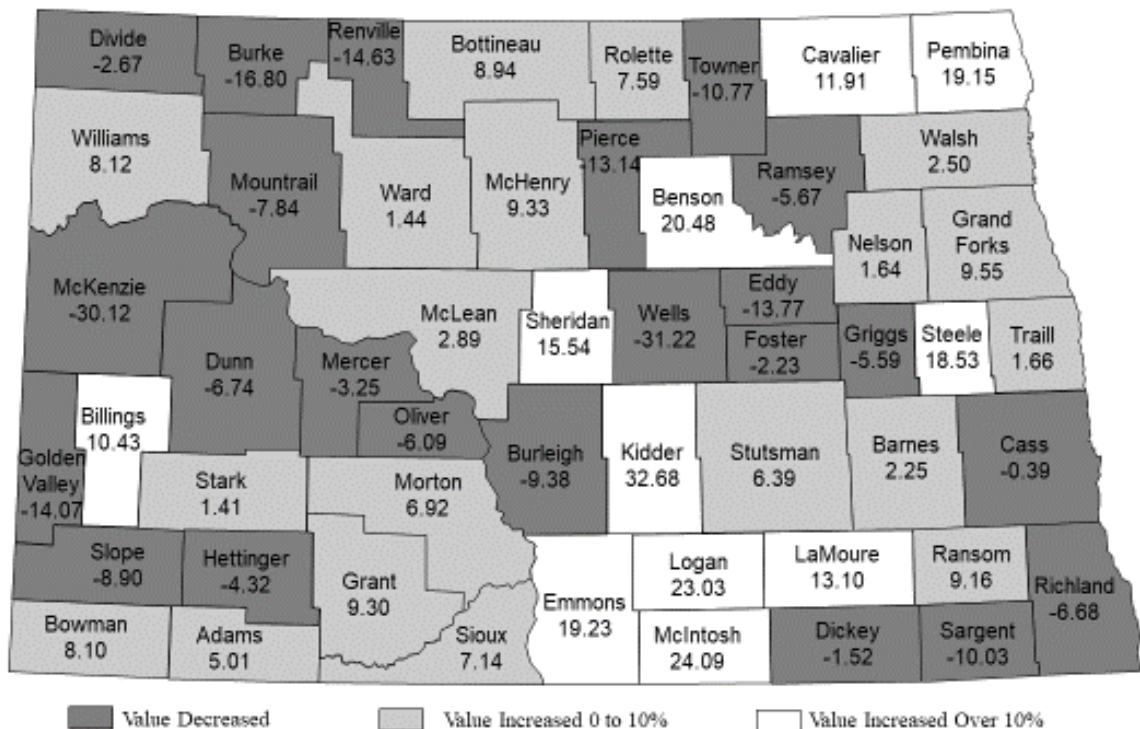 Divide
-2.67
Burke
-16.80
Renville
-14.63
Bottineau
8.94
Rolette
7.59
Towner
-10.77
Cavalier
11.91
Pembina
19.15
Williams
8.12
Mountrail
-7.84
Ward
1.44
McHenry
9.33
Pierce
-13.14
Benson
20.48
Ramsey
-5.67
Walsh
2.50
Nelson
1.64
Grand
Forks
9.55
McKenzie
-30.12
Dunn
-6.74
Mercer
-3.25
McLean
2.89
Sheridan
15.54
Wells
-31.22
Eddy
-13.77
Foster
-2.23
Griggs
-5.59
Steele
18.53
Traill
1.66
Golden
Valley
-14.07
Billings
10.43
Stark
1.41
Oliver
-6.09
Morton
6.92
Burleigh
-9.38
Kidder
32.68
Stutsman
6.39
Barnes
2.25
Cass
-0.39
Slope
-8.90
Hettinger
-4.32
Grant
9.30
Emmons
19.23
Logan
23.03
LaMoure
13.10
Ransom
9.16
Richland
-6.68
Bowman
8.10
Adams
5.01
Sioux
7.14
McIntosh
24.09
Dickey
-1.52
Sargent
-10.03
Value Decreased
Value Increased 0 to 10%
Value Increased Over 10%